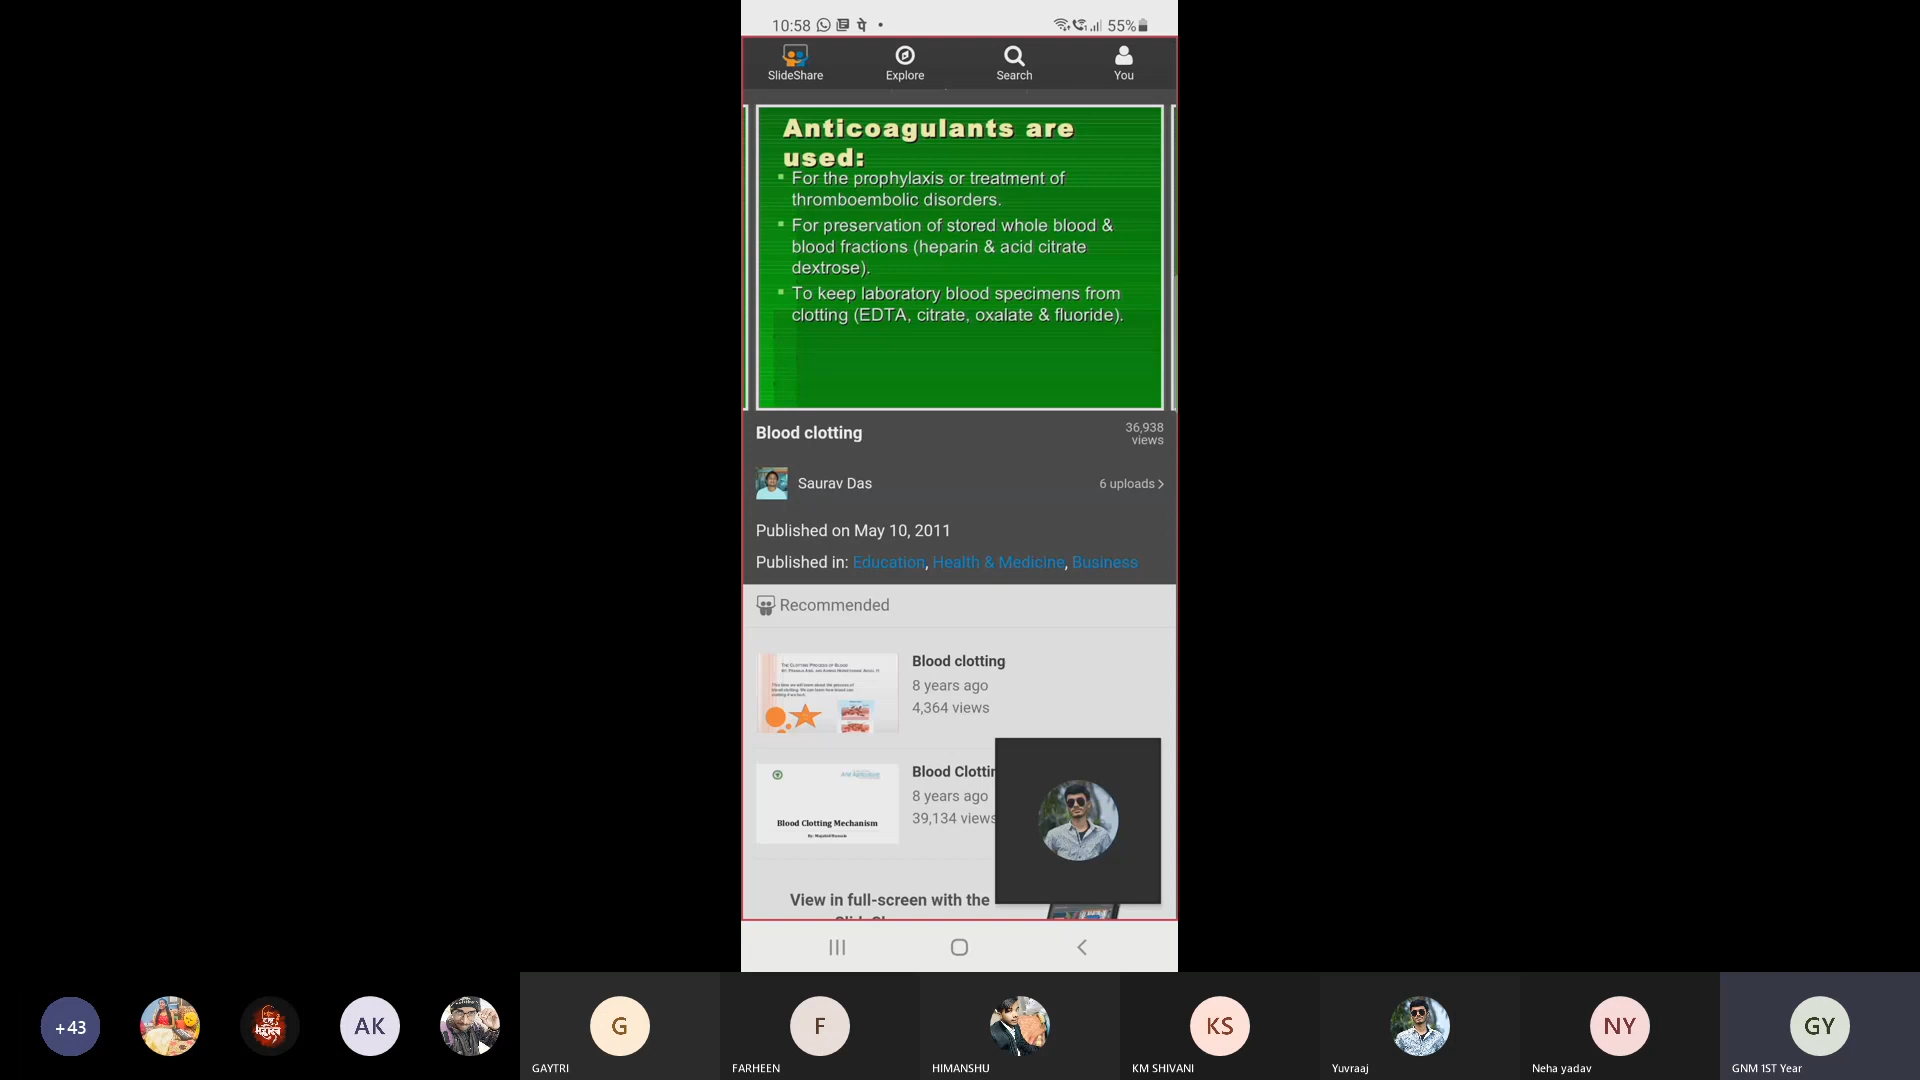 10:58
55%
SlideShare
Explore
Search
You
Anticoagulants are
used:
For the prophylaxis or treatment of
thromboembolic disorders.
For preservation of stored whole blood &
blood fractions (heparin & acid citrate
dextrose).
To keep laboratory blood specimens from
clotting (EDTA, citrate, oxalate & fluoride).
Blood clotting
36,938
views
Saurav Das
6 uploads
Published on May 10, 2011
Published in: Education, Health & Medicine, Business
Recommended
The Clotting Process of Blood
Blood clotting
8 years ago
4,364 views
Blood Clotting Mechanism
Blood Clottin
8 years ago
39,134 views
View in full-screen with the
+43
AK
G
GAYTRI
F
FARHEEN
HIMANSHU
KS
KM SHIVANI
Yuvraaj
NY
Neha yadav
GY
GNM 1ST Year